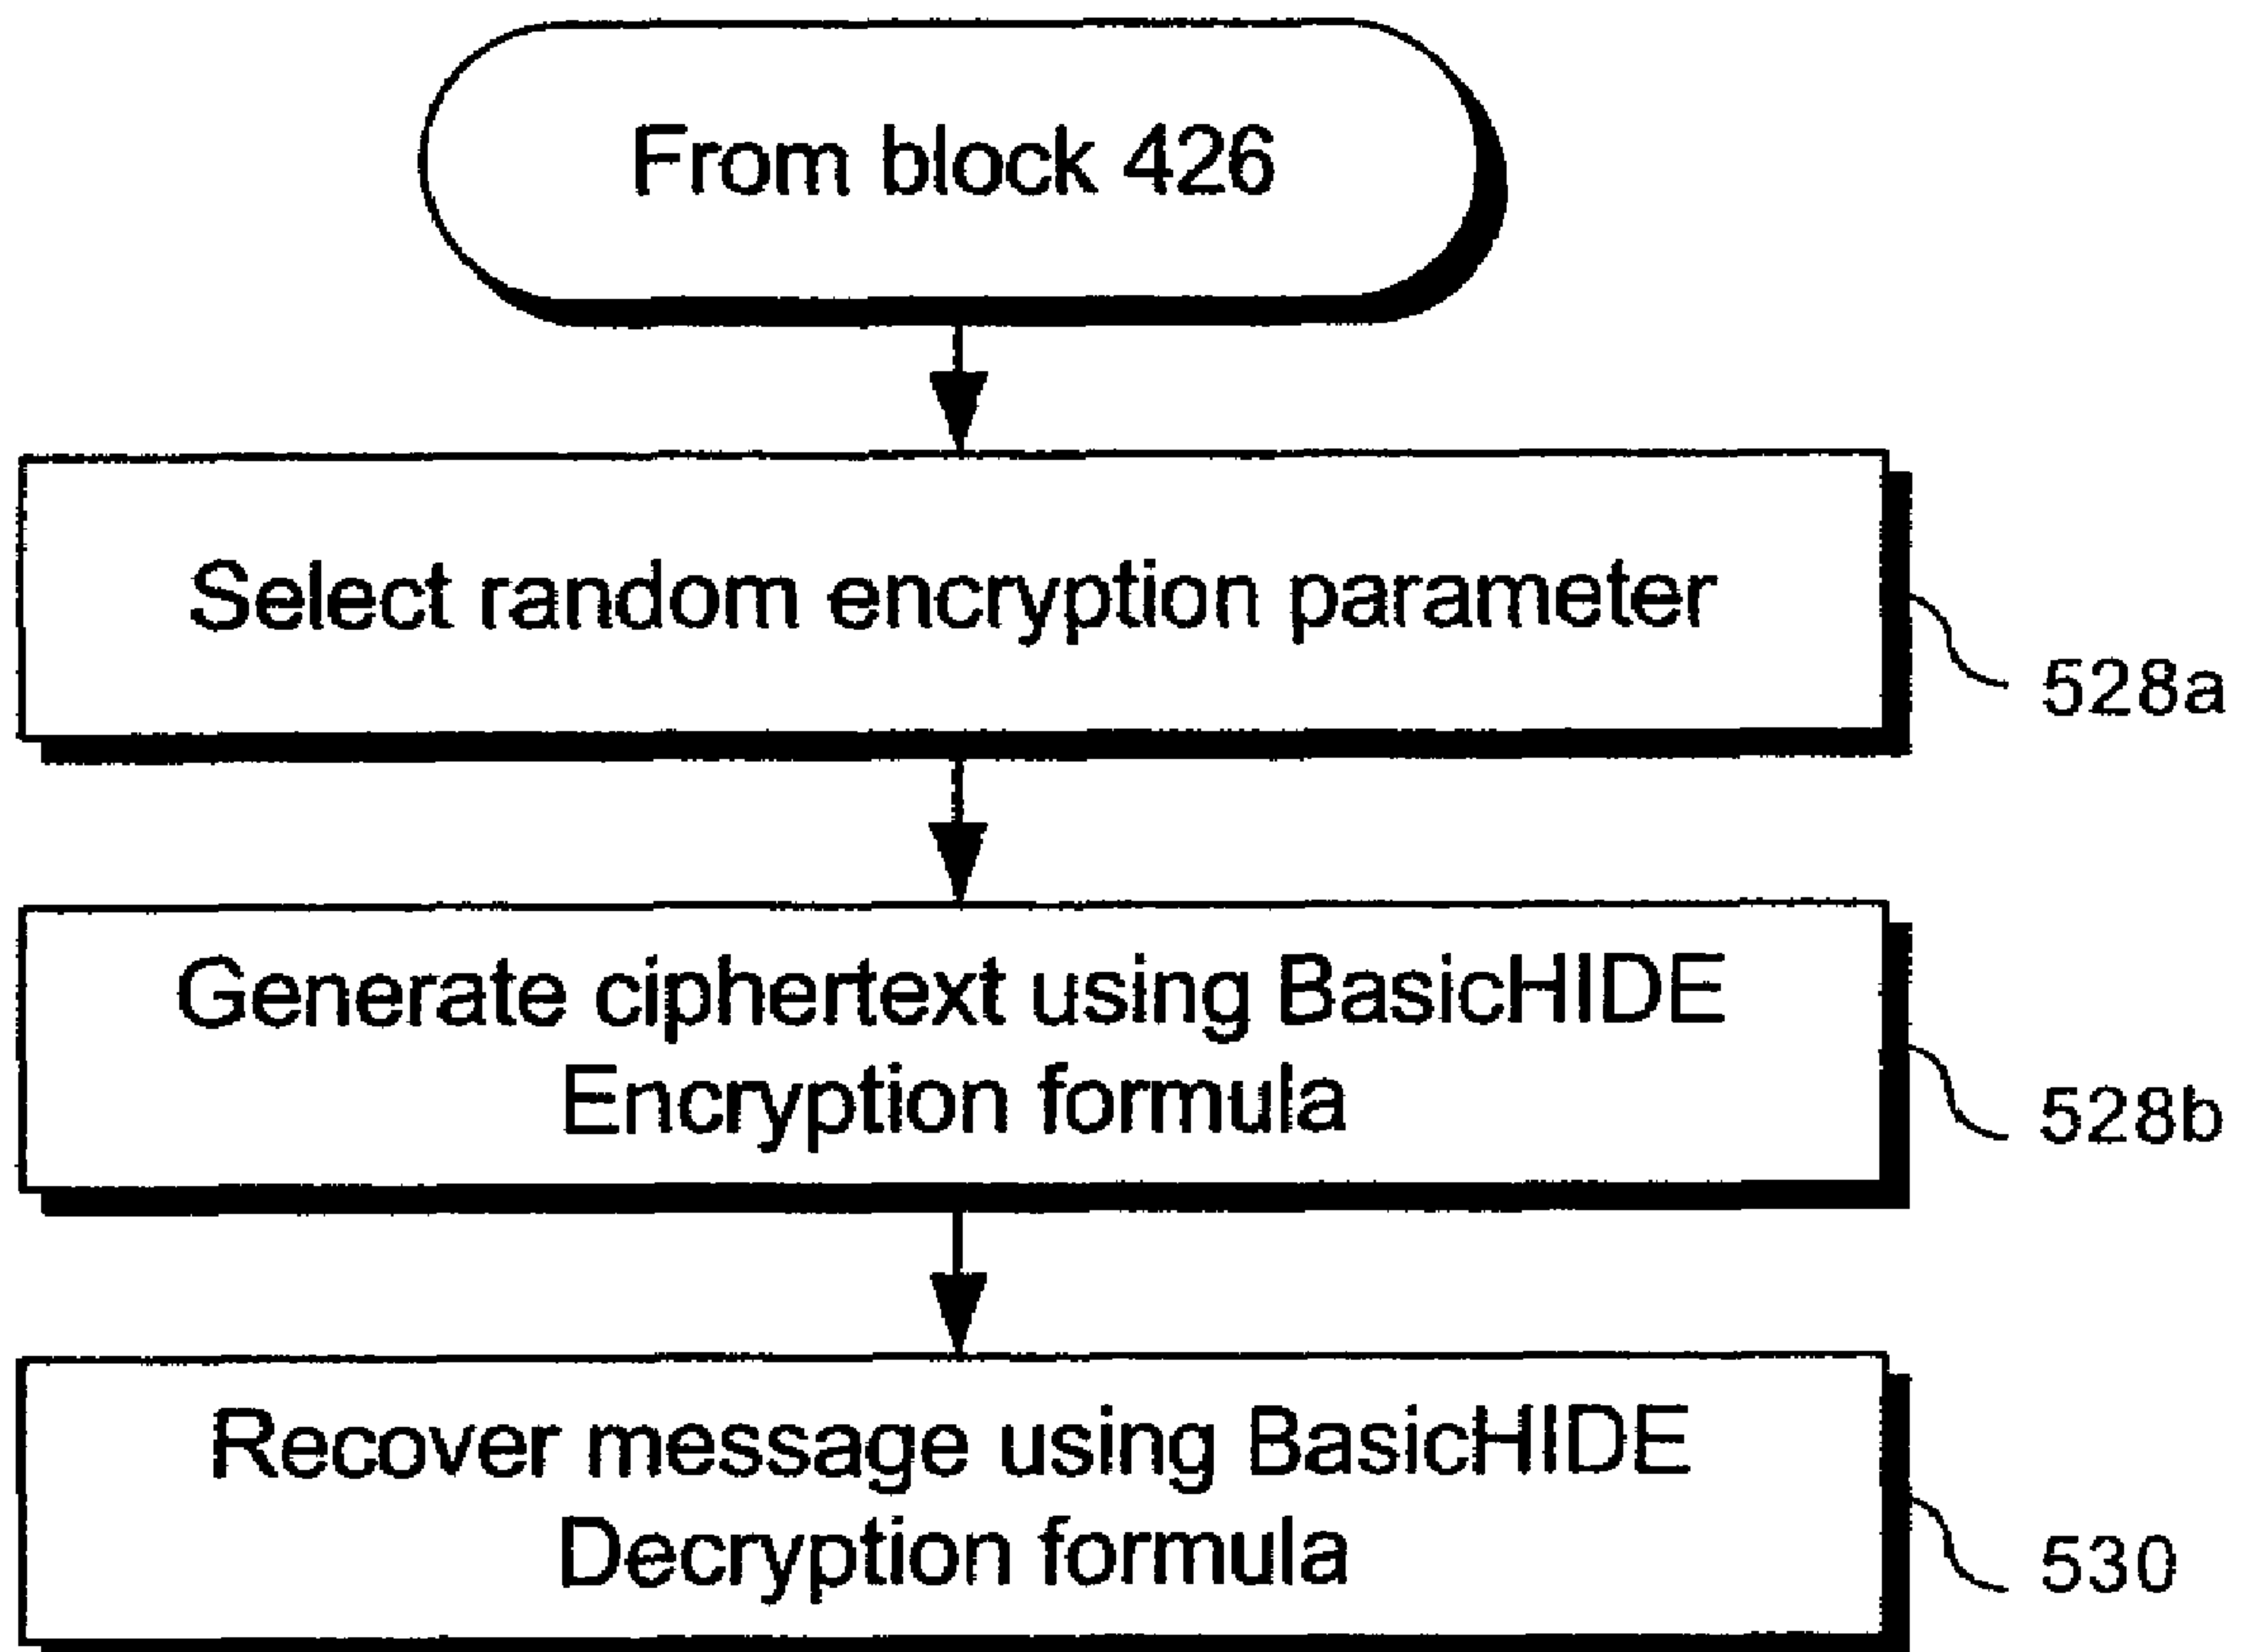 From block 426
Select random encryption parameter
528a
Generate ciphertext using BasicHIDE
Encryption formula
528b
Recover message using BasicHIDE
Decryption formula
530